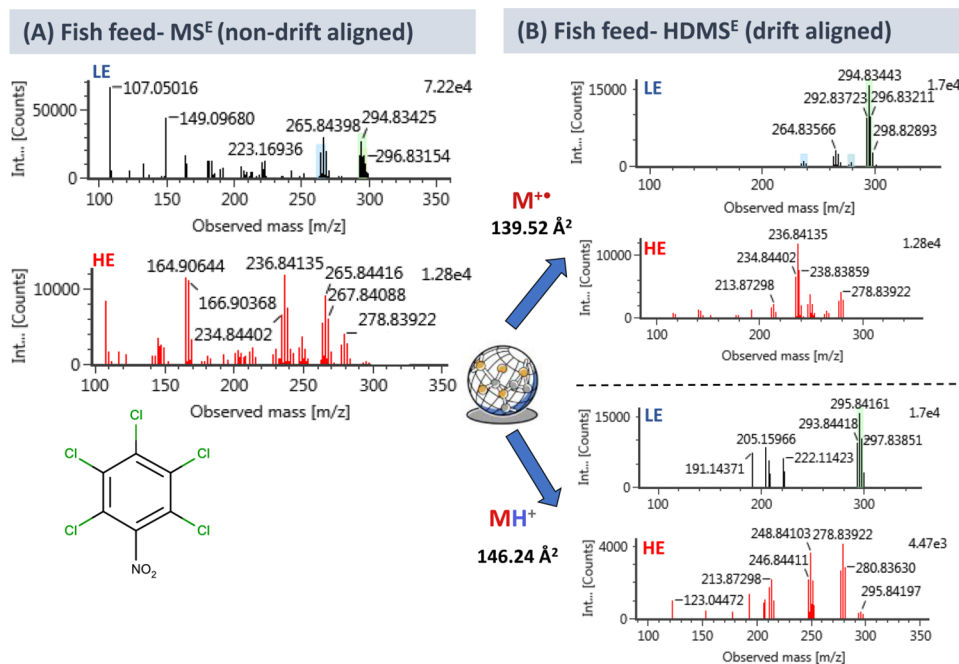 (A) Fish feed- MSᴱ (non-drift aligned)
LE
107.05016
149.09680
223.16936
265.84398
294.83425
296.83154
7.22e4
Int... [Counts]
50000
0
100 150 200 250 300 350
Observed mass [m/z]
HE
164.90644
166.90368
234.84402
236.84135
265.84416
267.84088
278.83922
1.28e4
Int... [Counts]
10000
0
100 150 200 250 300
Observed mass [m/z]
Cl
Cl
Cl
Cl
Cl
NO₂
M⁺•
139.52 Å²
MH⁺
146.24 Å²
(B) Fish feed- HDMSᴱ (drift aligned)
LE
294.83443
292.83723
296.83211
264.83566
298.82893
1.7e4
Int... [Counts]
15000
0
100 200 300
Observed mass [m/z]
HE
236.84135
234.84402
238.83859
213.87298
278.83922
1.28e4
Int... [Counts]
10000
0
100 200 300
Observed mass [m/z]
LE
295.84161
293.84418
297.83851
205.15966
191.14371
222.11423
1.7e4
Int... [Counts]
15000
0
100 200 300
Observed mass [m/z]
HE
248.84103
278.83922
246.84411
280.83630
213.87298
123.04472
295.84197
4.47e3
Int... [Counts]
4000
0
100 150 200 250 300 350
Observed mass [m/z]